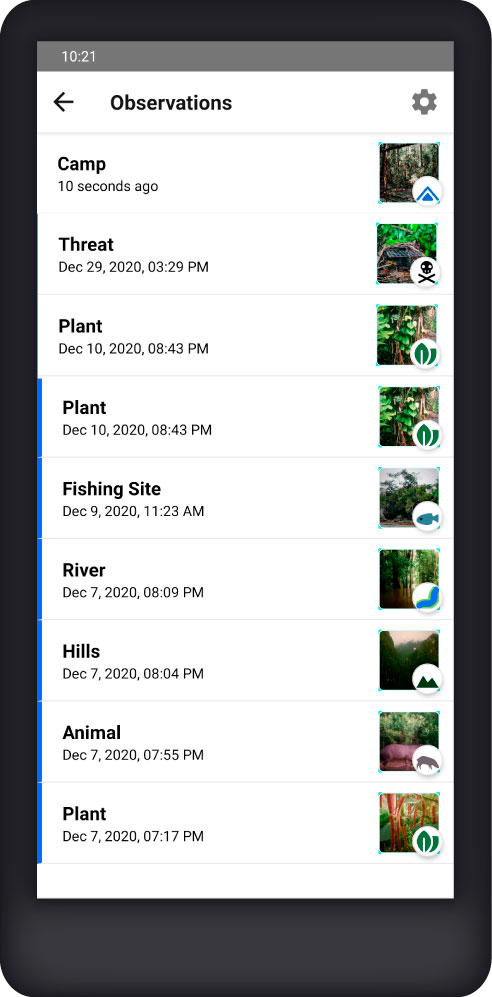 10:21
Observations
Camp
10 seconds ago
Threat
Dec 29, 2020, 03:29 PM
Plant
Dec 10, 2020, 08:43 PM
Plant
Dec 10, 2020, 08:43 PM
Fishing Site
Dec 9, 2020, 11:23 AM
River
Dec 7, 2020, 08:09 PM
Hills
Dec 7, 2020, 08:04 PM
Animal
Dec 7, 2020, 07:55 PM
Plant
Dec 7, 2020, 07:17 PM